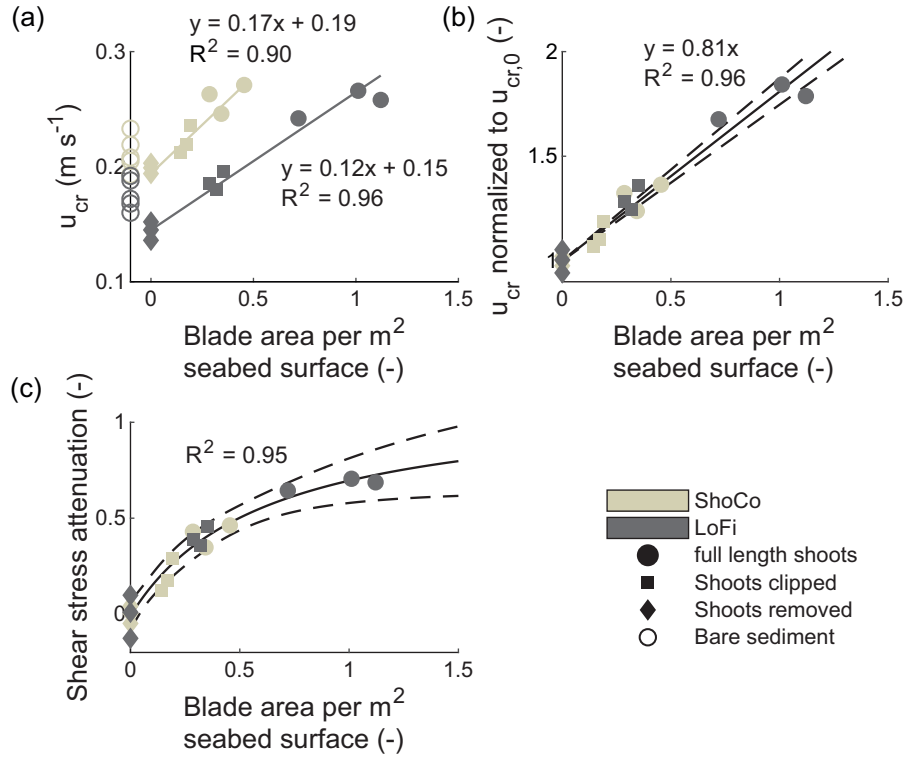 (a)
y = 0.17x + 0.19
R² = 0.90
0.3
0.2
0.1
u_cr (m s⁻¹)
y = 0.12x + 0.15
R² = 0.96
0
0.5
1
1.5
Blade area per m²
seabed surface (-)
(b)
y = 0.81x
R² = 0.96
2
1.5
1
u_cr normalized to u_cr,0 (-)
0
0.5
1
1.5
Blade area per m²
seabed surface (-)
(c)
R² = 0.95
1
0.5
0
Shear stress attenuation (-)
0
0.5
1
1.5
Blade area per m²
seabed surface (-)
ShoCo
LoFi
full length shoots
Shoots clipped
Shoots removed
Bare sediment